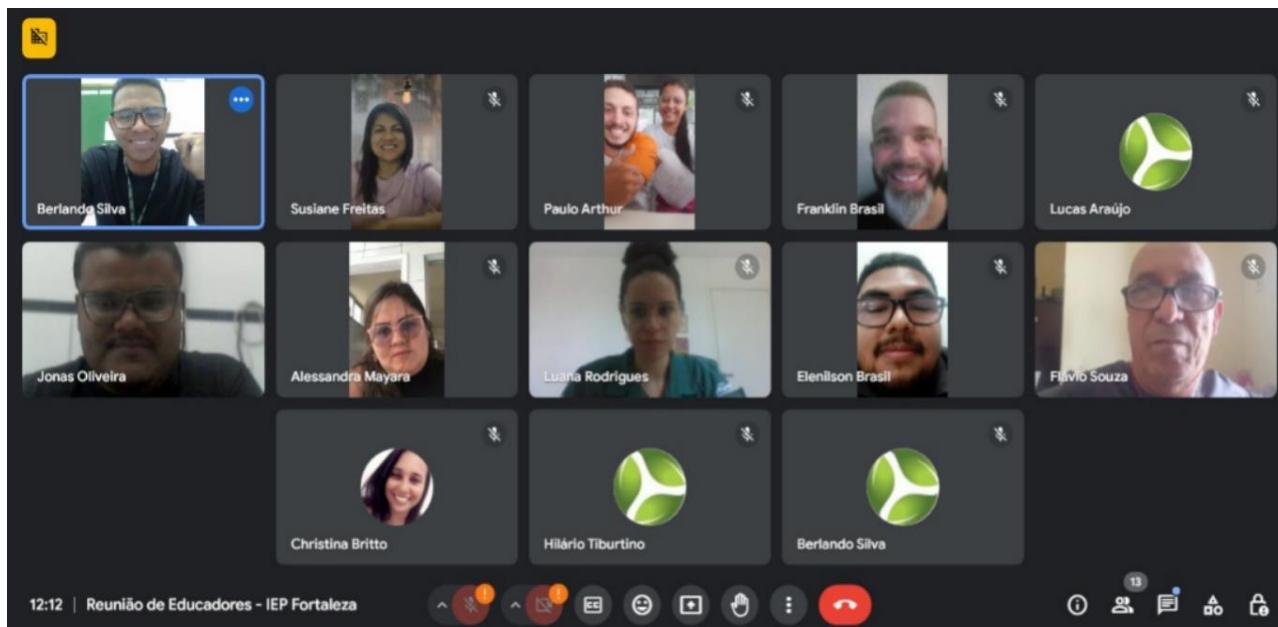 Berlando Silva
Susiane Freitas
Paulo Arthur
Franklin Brasil
Lucas Araújo
Jonas Oliveira
Alessandra Mayara
Luana Rodrigues
Elenilson Brasil
Flávio Souza
Christina Britto
Hilário Tiburtino
Berlando Silva
12:12 | Reunião de Educadores - IEP Fortaleza
CC
13